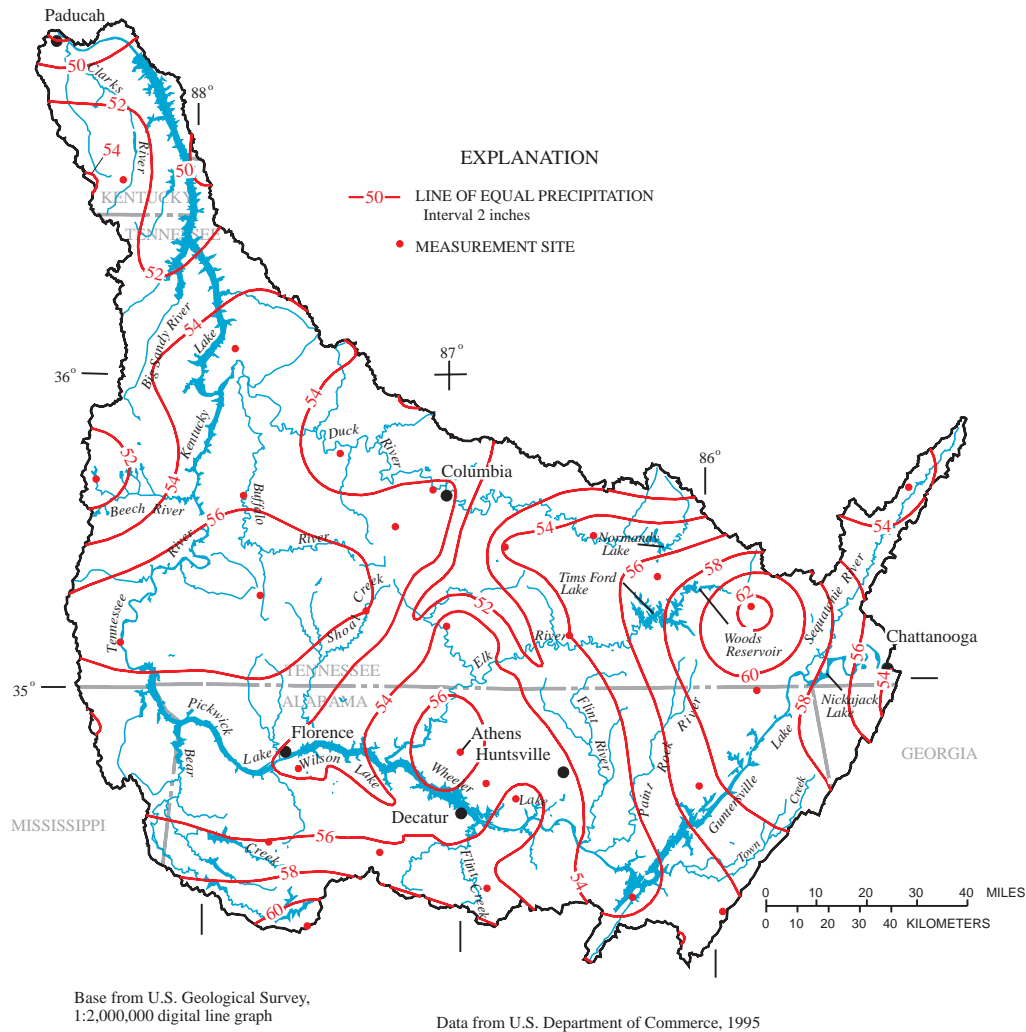 Paducah
50
Clarks
88°
52
River
54
50
KENTUCKY
TENNESSEE
52
EXPLANATION
—50— LINE OF EQUAL PRECIPITATION
Interval 2 inches
MEASUREMENT SITE
54
Big Sandy River
Lake
Kentucky
36°
87°
54
Duck
River
Columbia
86°
52
54
Beech River
Buffalo
56
River
River
Tennessee
Creek
Shoal
54
Normandy
Lake
56
58
Tims Ford
Lake
62
52
River
Elk
Woods
Reservoir
Sequatchie River
54
Chattanooga
56
54
60
58
Nickajack
Lake
35°
TENNESSEE
ALABAMA
GEORGIA
MISSISSIPPI
Pickwick
Lake
Bear
Creek
Florence
Wilson
Lake
54
56
Athens
Huntsville
Wheeler
Lake
Decatur
Flint
River
Paint
Rock
River
Guntersville
Lake
Town
Creek
56
58
60
Flint Creek
54
0 10 20 30 40 MILES
0 10 20 30 40 KILOMETERS
Base from U.S. Geological Survey,
1:2,000,000 digital line graph
Data from U.S. Department of Commerce, 1995